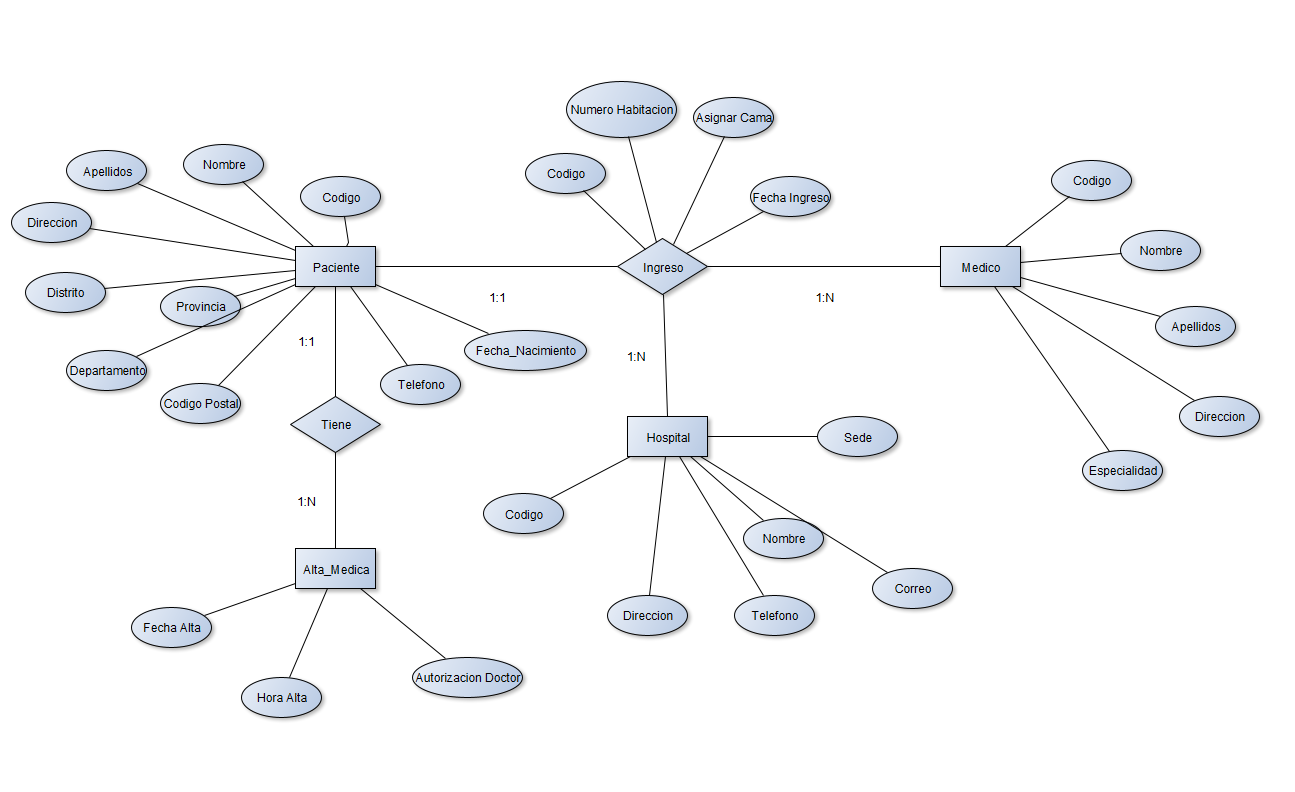 Numero Habitacion
Asignar Cama
Codigo
Fecha Ingreso
Apellidos
Nombre
Codigo
Direccion
Distrito
Provincia
Departamento
Codigo Postal
Telefono
Fecha_Nacimiento
Paciente
1:1
Ingreso
1:N
Medico
Codigo
Nombre
Apellidos
Direccion
Especialidad
1:1
Tiene
1:N
1:N
Hospital
Sede
Codigo
Nombre
Correo
Direccion
Telefono
Alta_Medica
Fecha Alta
Hora Alta
Autorizacion Doctor